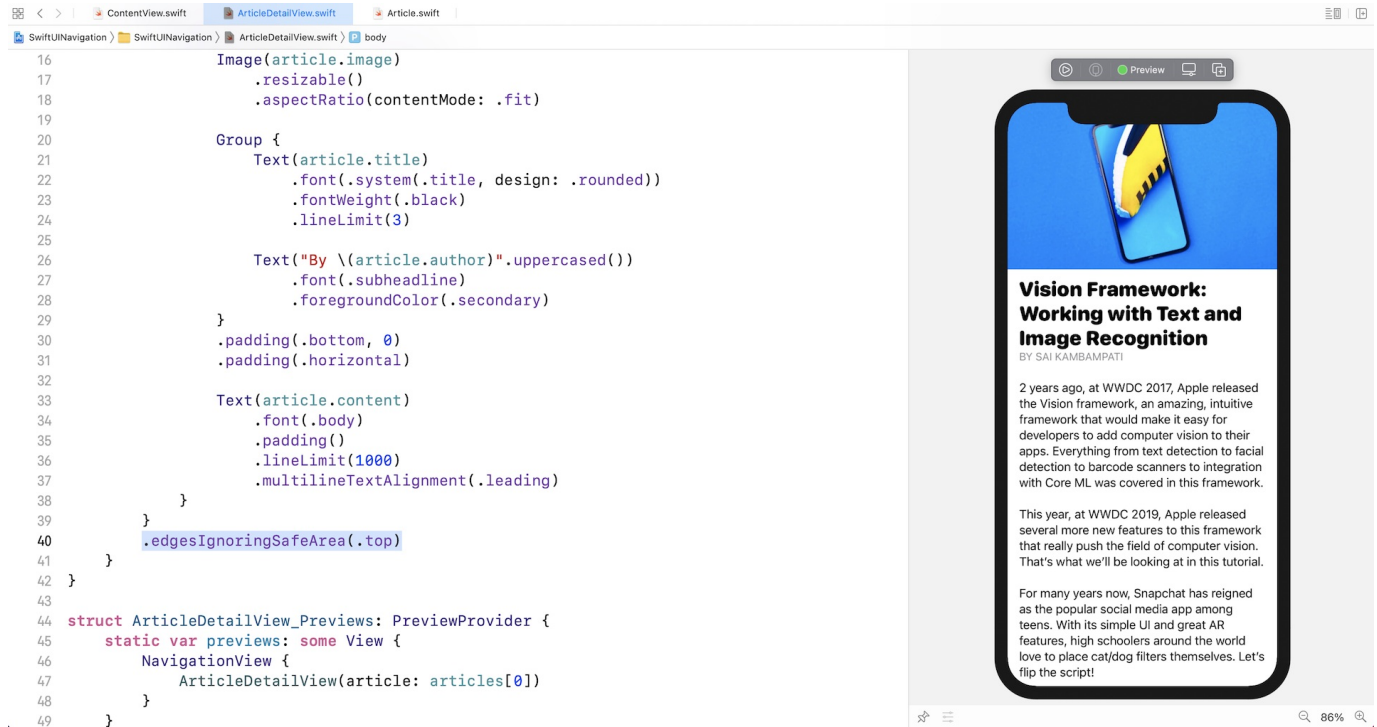 ContentView.swift
ArticleDetailView.swift
Article.swift
SwiftUINavigation
SwiftUINavigation
ArticleDetailView.swift
P body
16 Image(article.image)
17 .resizable()
18 .aspectRatio(contentMode: .fit)
19
20 Group {
21 Text(article.title)
22 .font(.system(.title, design: .rounded))
23 .fontWeight(.black)
24 .lineLimit(3)
25
26 Text("By \(article.author)".uppercased())
27 .font(.subheadline)
28 .foregroundColor(.secondary)
29 }
30 .padding(.bottom, 0)
31 .padding(.horizontal)
32
33 Text(article.content)
34 .font(.body)
35 .padding()
36 .lineLimit(1000)
37 .multilineTextAlignment(.leading)
38 }
39 }
40 .edgesIgnoringSafeArea(.top)
41 }
42 }
43
44 struct ArticleDetailView_Previews: PreviewProvider {
45 static var previews: some View {
46 NavigationView {
47 ArticleDetailView(article: articles[0])
48 }
49 }
Preview
Vision Framework:
Working with Text and
Image Recognition
BY SAI KAMBAMPATI
2 years ago, at WWDC 2017, Apple released
the Vision framework, an amazing, intuitive
framework that would make it easy for
developers to add computer vision to their
apps. Everything from text detection to facial
detection to barcode scanners to integration
with Core ML was covered in this framework.
This year, at WWDC 2019, Apple released
several more new features to this framework
that really push the field of computer vision.
That's what we'll be looking at in this tutorial.
For many years now, Snapchat has reigned
as the popular social media app among
teens. With its simple UI and great AR
features, high schoolers around the world
love to place cat/dog filters themselves. Let's
flip the script!
86%